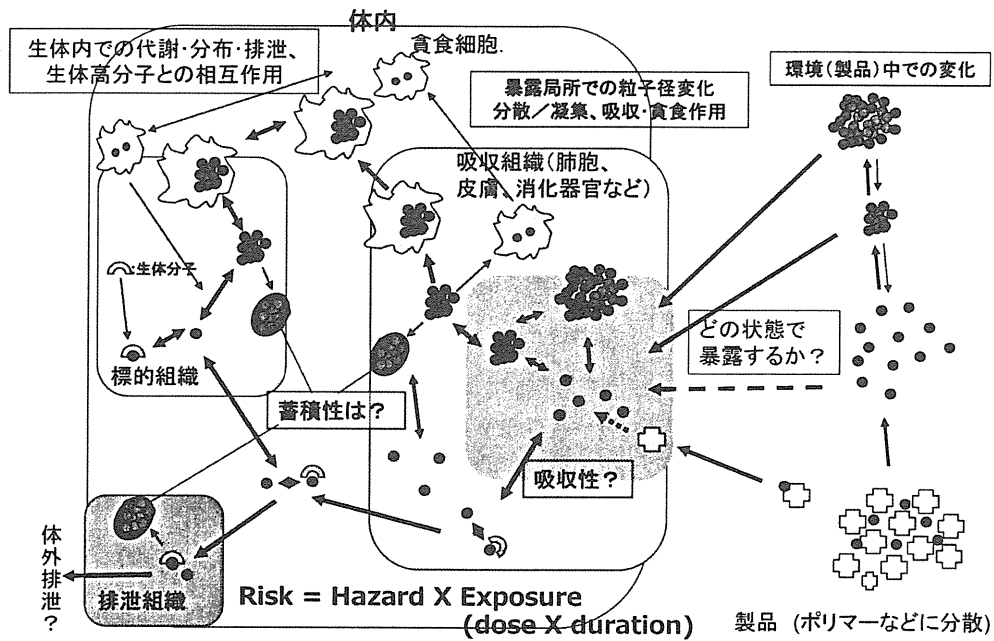 体内
生体内での代謝・分布・排泄、
生体高分子との相互作用
貪食細胞.
暴露局所での粒子径変化
分散／凝集、吸収・貪食作用
環境（製品）中での変化
吸収組織（肺胞、
皮膚、消化器官など）
生体分子
標的組織
どの状態で
暴露するか？
蓄積性は？
吸収性？
体外排泄？
排泄組織
Risk = Hazard X Exposure
(dose X duration)
製品（ポリマーなどに分散）